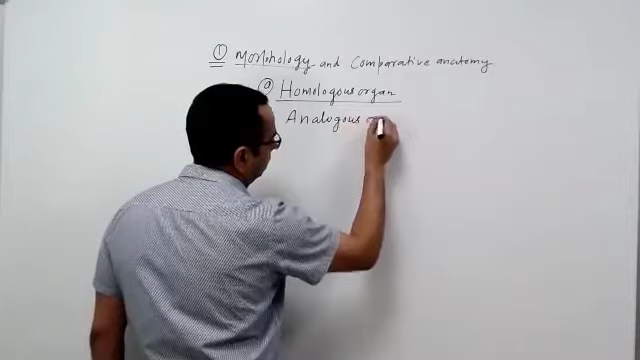 ① Morphology and Comparative anatomy
ⓐ Homologous organ
Analogous